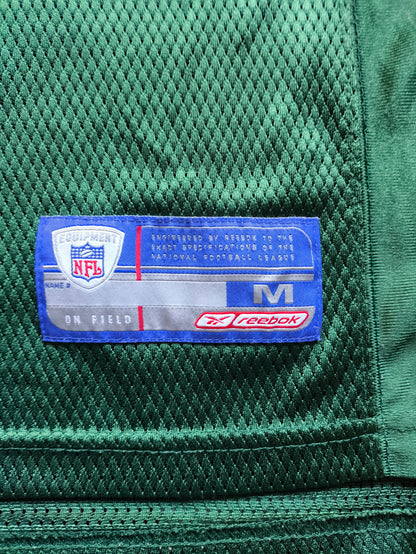 EQUIPMENT
NFL
ENGINEERED BY REEBOK TO THE
EXACT SPECIFICATIONS OF THE
NATIONAL FOOTBALL LEAGUE
NAME #
M
ON FIELD
Reebok